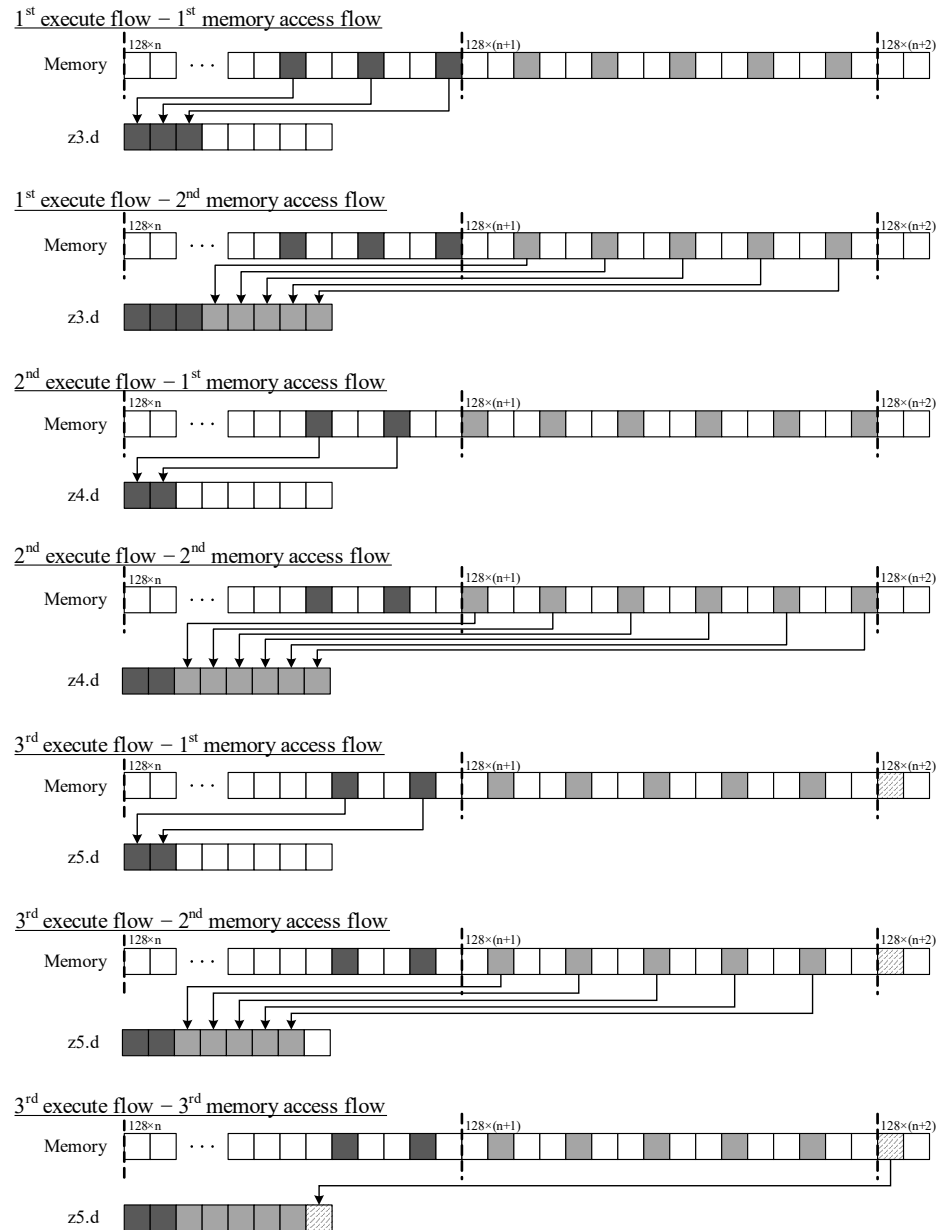 1st execute flow − 1st memory access flow
128×n 128×(n+1) 128×(n+2)
Memory ···
z3.d
1st execute flow − 2nd memory access flow
128×n 128×(n+1) 128×(n+2)
Memory ···
z3.d
2nd execute flow − 1st memory access flow
128×n 128×(n+1) 128×(n+2)
Memory ···
z4.d
2nd execute flow − 2nd memory access flow
128×n 128×(n+1) 128×(n+2)
Memory ···
z4.d
3rd execute flow − 1st memory access flow
128×n 128×(n+1) 128×(n+2)
Memory ···
z5.d
3rd execute flow − 2nd memory access flow
128×n 128×(n+1) 128×(n+2)
Memory ···
z5.d
3rd execute flow − 3rd memory access flow
128×n 128×(n+1) 128×(n+2)
Memory ···
z5.d